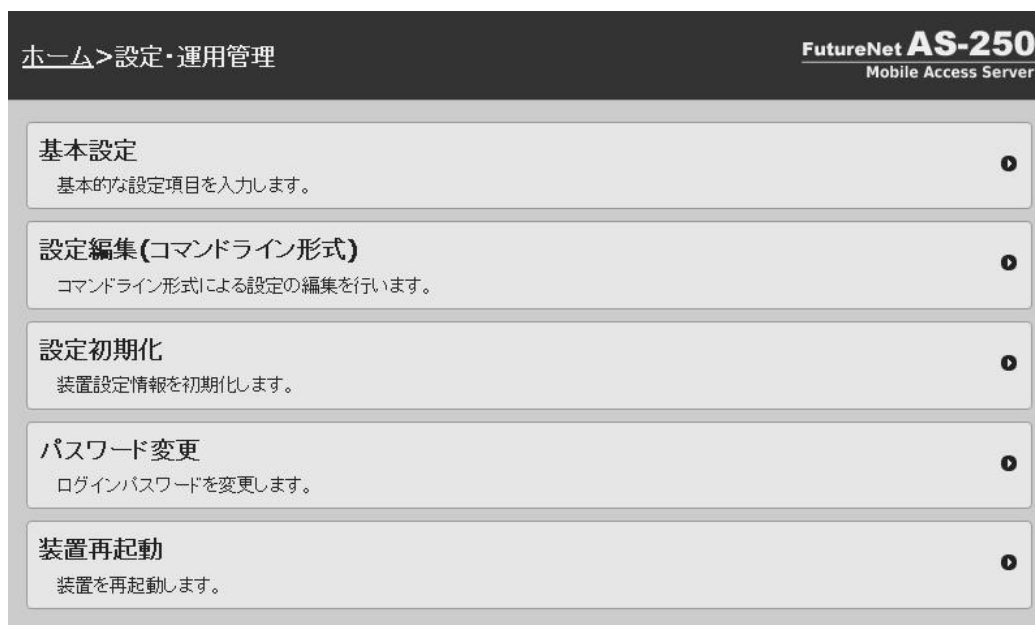 ホーム>設定・運用管理
FutureNet AS-250
Mobile Access Server
基本設定
基本的な設定項目を入力します。
設定編集(コマンドライン形式)
コマンドライン形式による設定の編集を行います。
設定初期化
装置設定情報を初期化します。
パスワード変更
ログインパスワードを変更します。
装置再起動
装置を再起動します。